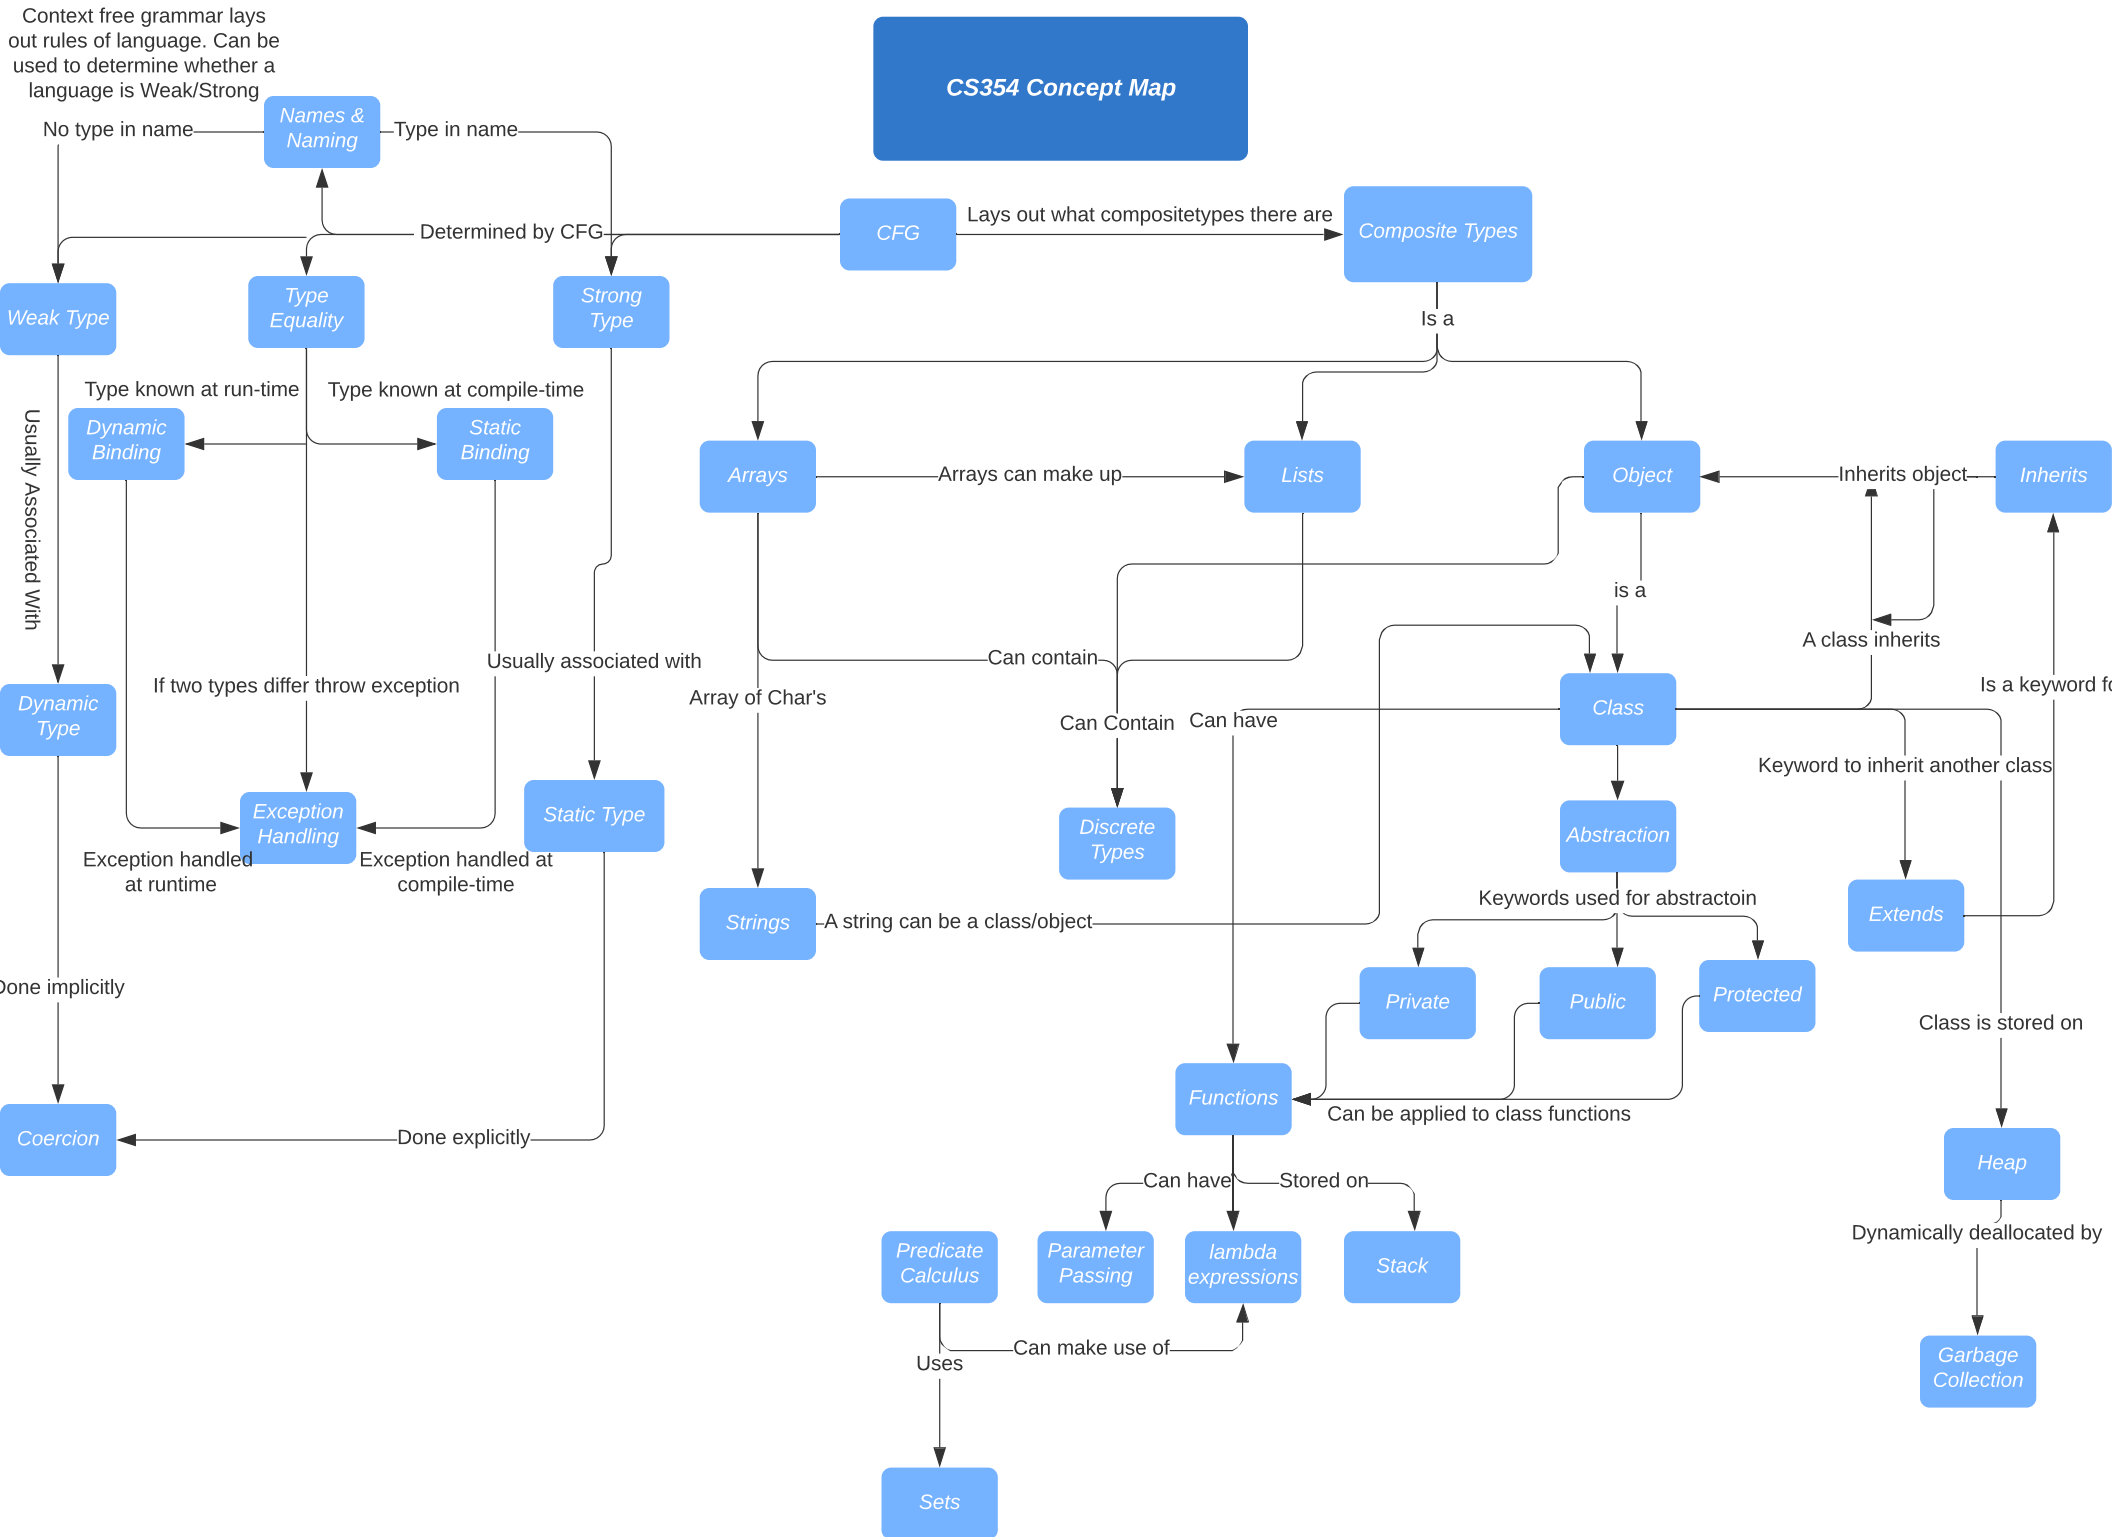 Context free grammar lays
out rules of language. Can be
used to determine whether a
language is Weak/Strong
CS354 Concept Map
Names &
Naming
No type in name
Type in name
Determined by CFG
CFG
Lays out what compositetypes there are
Composite Types
Weak Type
Type
Equality
Strong
Type
Is a
Type known at run-time
Type known at compile-time
Usually Associated With
Dynamic
Binding
Static
Binding
Arrays
Arrays can make up
Lists
Object
Inherits object
Inherits
is a
A class inherits
Can contain
Usually associated with
If two types differ throw exception
Array of Char's
Is a keyword fo
Dynamic
Type
Can Contain
Can have
Class
Keyword to inherit another class
Static Type
Exception
Handling
Discrete
Types
Abstraction
Exception handled
at runtime
Exception handled at
compile-time
Keywords used for abstractoin
Strings
A string can be a class/object
Extends
Done implicitly
Private
Public
Protected
Class is stored on
Functions
Can be applied to class functions
Coercion
Done explicitly
Heap
Can have
Stored on
Predicate
Calculus
Parameter
Passing
lambda
expressions
Stack
Dynamically deallocated by
Can make use of
Uses
Garbage
Collection
Sets